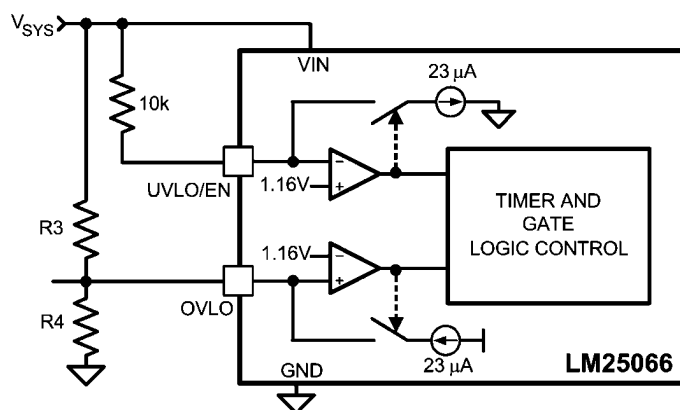 VSYS
VIN
23 μA
10k
UVLO/EN
1.16V
−
+
TIMER AND
GATE
LOGIC CONTROL
R3
1.16V
−
+
OVLO
R4
23 μA
GND
LM25066